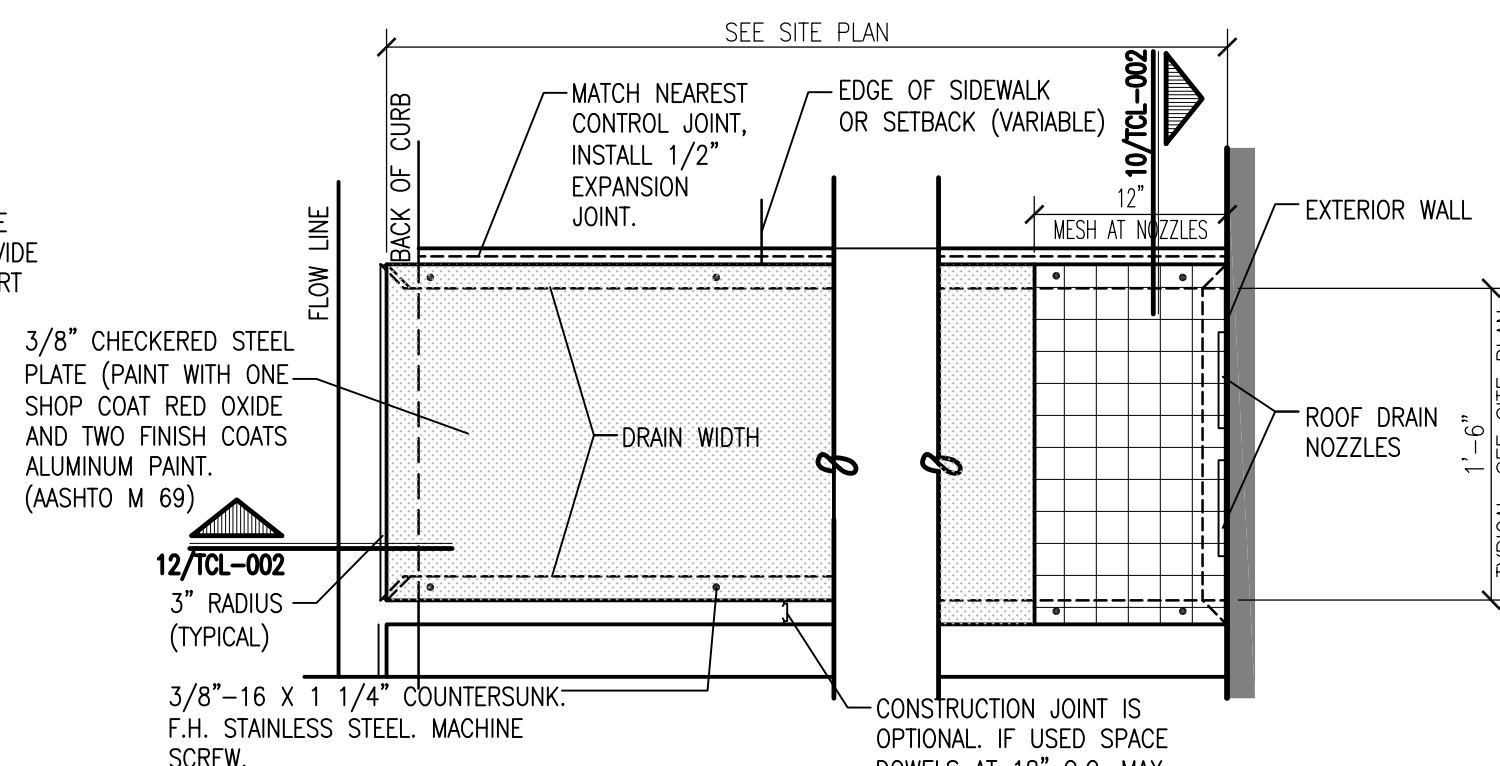 SEE SITE PLAN
MATCH NEAREST
CONTROL JOINT,
INSTALL 1/2"
EXPANSION
JOINT.
EDGE OF SIDEWALK
OR SETBACK (VARIABLE)
10/TCL-002
BACK OF CURB
FLOW LINE
12"
MESH AT NOZZLES
EXTERIOR WALL
3/8" CHECKERED STEEL
PLATE (PAINT WITH ONE
SHOP COAT RED OXIDE
AND TWO FINISH COATS
ALUMINUM PAINT.
(AASHTO M 69)
DRAIN WIDTH
ROOF DRAIN
NOZZLES
1'-6"
12/TCL-002
3" RADIUS
(TYPICAL)
3/8"-16 X 1 1/4" COUNTERSUNK.
F.H. STAINLESS STEEL. MACHINE
SCREW.
CONSTRUCTION JOINT IS
OPTIONAL. IF USED SPACE
DOWELS AT 18" O.C. MAX